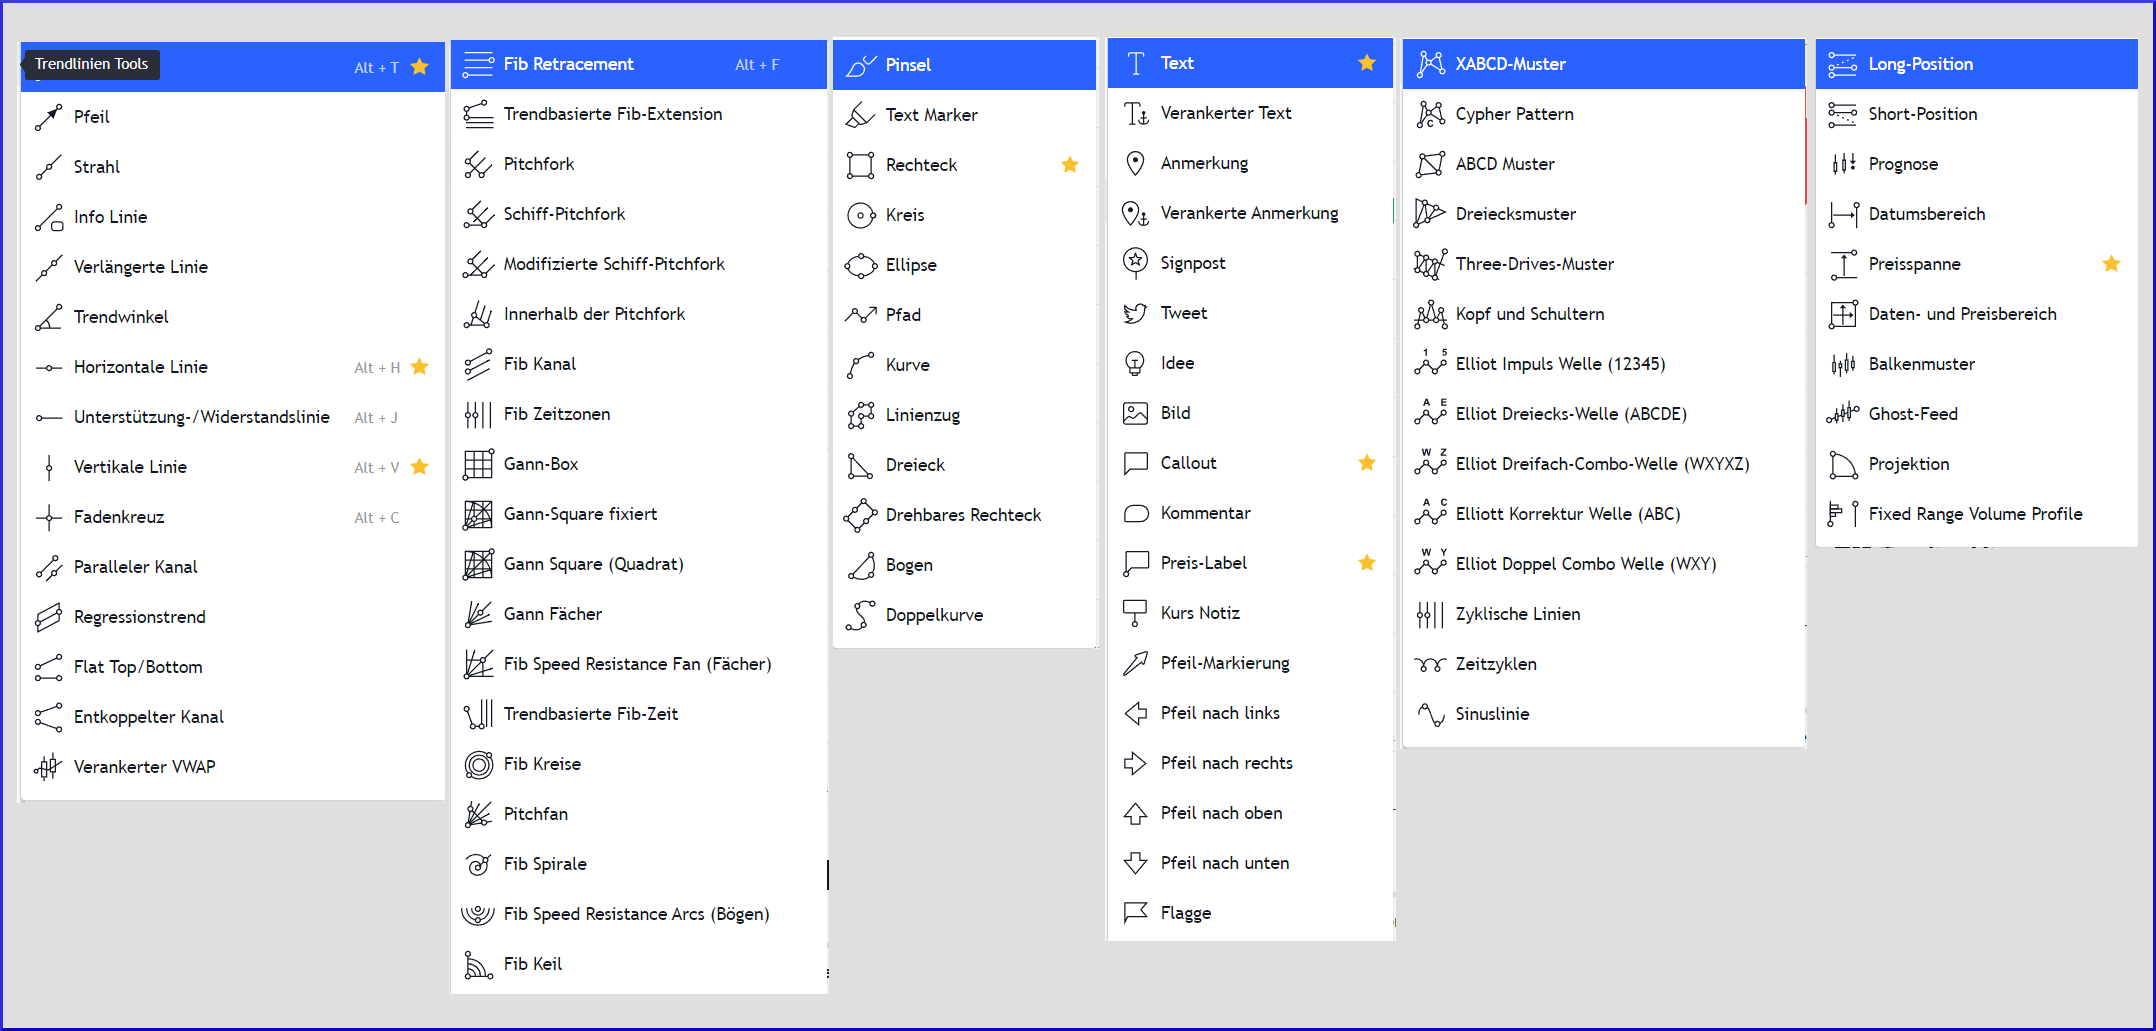 Trendlinien Tools
Alt + T
Pfeil
Strahl
Info Linie
Verlängerte Linie
Trendwinkel
Horizontale Linie Alt + H
Unterstützung-/Widerstandslinie Alt + J
Vertikale Linie Alt + V
Fadenkreuz Alt + C
Paralleler Kanal
Regressionstrend
Flat Top/Bottom
Entkoppelter Kanal
Verankerter VWAP
Fib Retracement Alt + F
Trendbasierte Fib-Extension
Pitchfork
Schiff-Pitchfork
Modifizierte Schiff-Pitchfork
Innerhalb der Pitchfork
Fib Kanal
Fib Zeitzonen
Gann-Box
Gann-Square fixiert
Gann Square (Quadrat)
Gann Fächer
Fib Speed Resistance Fan (Fächer)
Trendbasierte Fib-Zeit
Fib Kreise
Pitchfan
Fib Spirale
Fib Speed Resistance Arcs (Bögen)
Fib Keil
Pinsel
Text Marker
Rechteck
Kreis
Ellipse
Pfad
Kurve
Linienzug
Dreieck
Drehbares Rechteck
Bogen
Doppelkurve
Text
Verankerter Text
Anmerkung
Verankerte Anmerkung
Signpost
Tweet
Idee
Bild
Callout
Kommentar
Preis-Label
Kurs Notiz
Pfeil-Markierung
Pfeil nach links
Pfeil nach rechts
Pfeil nach oben
Pfeil nach unten
Flagge
XABCD-Muster
Cypher Pattern
ABCD Muster
Dreiecksmuster
Three-Drives-Muster
Kopf und Schultern
Elliot Impuls Welle (12345)
Elliot Dreiecks-Welle (ABCDE)
Elliot Dreifach-Combo-Welle (WXYXZ)
Elliott Korrektur Welle (ABC)
Elliot Doppel Combo Welle (WXY)
Zyklische Linien
Zeitzyklen
Sinuslinie
Long-Position
Short-Position
Prognose
Datumsbereich
Preisspanne
Daten- und Preisbereich
Balkenmuster
Ghost-Feed
Projektion
Fixed Range Volume Profile